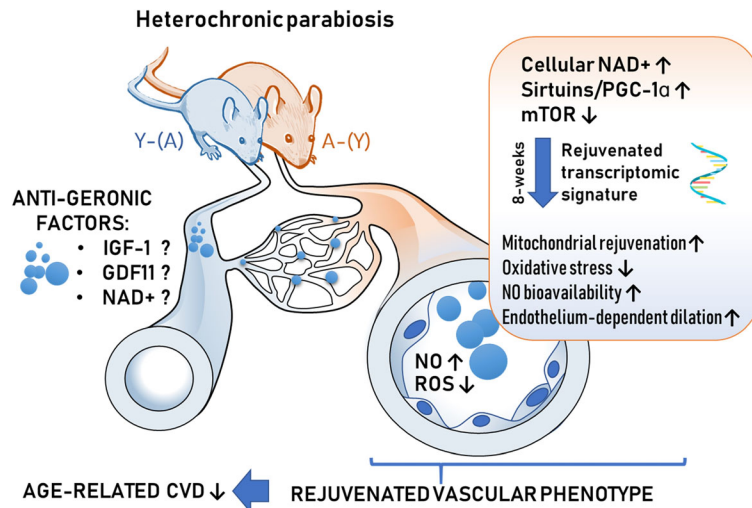 Heterochronic parabiosis
Y-(A)
A-(Y)
ANTI-GERONIC
FACTORS:
• IGF-1 ?
• GDF11 ?
• NAD+ ?
Cellular NAD+ ↑
Sirtuins/PGC-1α ↑
mTOR ↓
8-weeks
Rejuvenated
transcriptomic
signature
Mitochondrial rejuvenation ↑
Oxidative stress ↓
NO bioavailability ↑
Endothelium-dependent dilation ↑
NO ↑
ROS ↓
AGE-RELATED CVD ↓
REJUVENATED VASCULAR PHENOTYPE